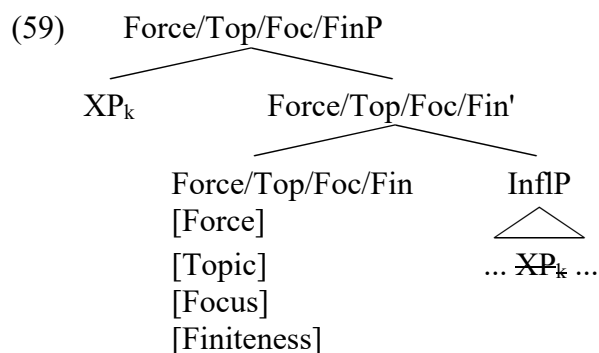 (59) Force/Top/Foc/FinP
XPk Force/Top/Foc/Fin'
Force/Top/Foc/Fin InflP
[Force]
[Topic] ... XPk ...
[Focus]
[Finiteness]